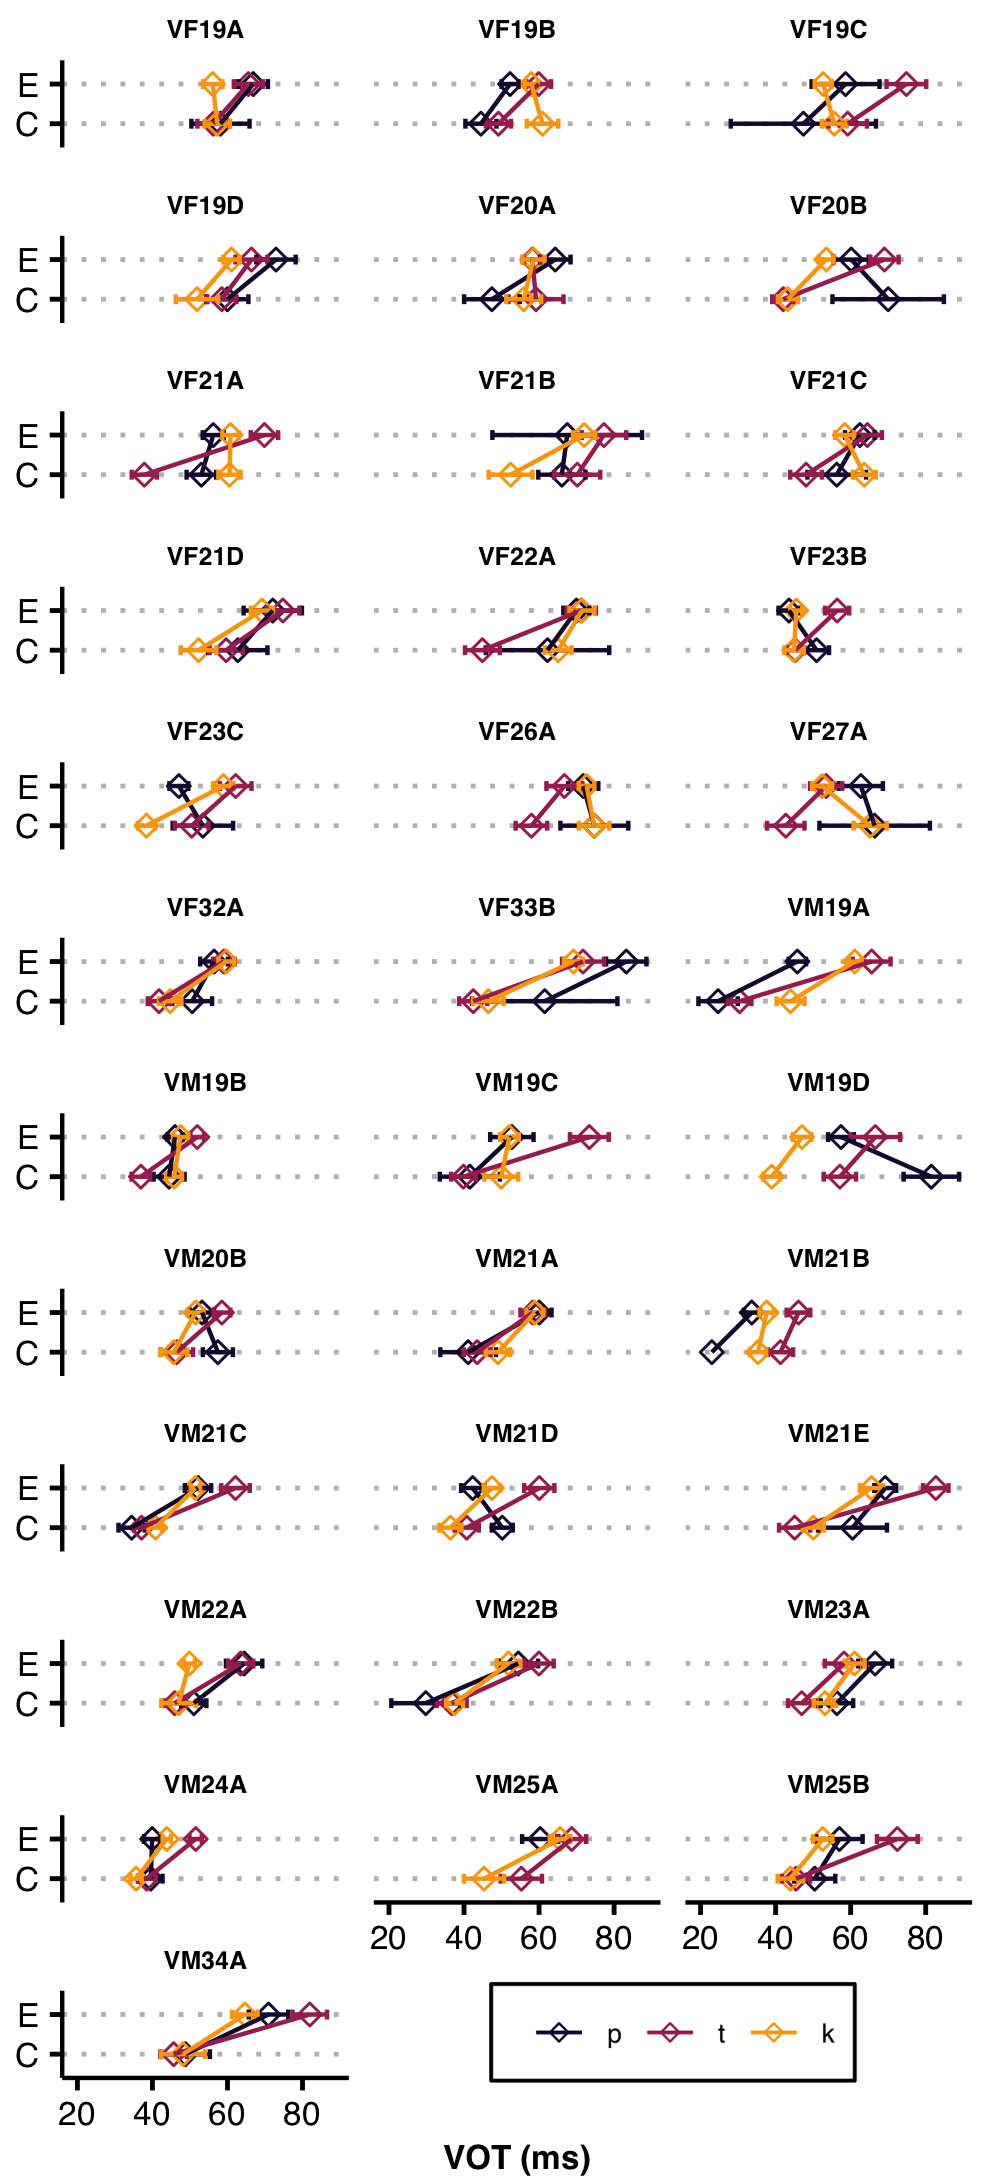 VF19A VF19B VF19C
E
C
VF19D VF20A VF20B
E
C
VF21A VF21B VF21C
E
C
VF21D VF22A VF23B
E
C
VF23C VF26A VF27A
E
C
VF32A VF33B VM19A
E
C
VM19B VM19C VM19D
E
C
VM20B VM21A VM21B
E
C
VM21C VM21D VM21E
E
C
VM22A VM22B VM23A
E
C
VM24A VM25A VM25B
E
C
20 40 60 80 20 40 60 80
VM34A
E
C
20 40 60 80
p t k
VOT (ms)